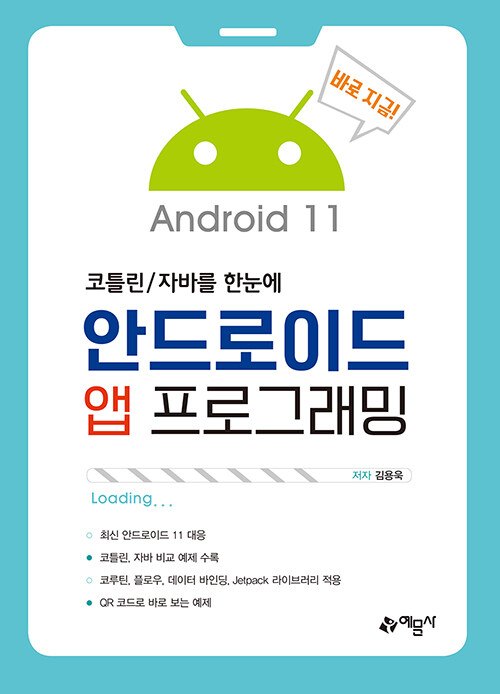 바로 지금!
Android 11
코틀린/자바를 한눈에
안드로이드
앱 프로그래밍
저자 김용욱
Loading...
최신 안드로이드 11 대응
코틀린, 자바 비교 예제 수록
코루틴, 플로우, 데이터 바인딩, Jetpack 라이브러리 적용
QR 코드로 바로 보는 예제
예문사